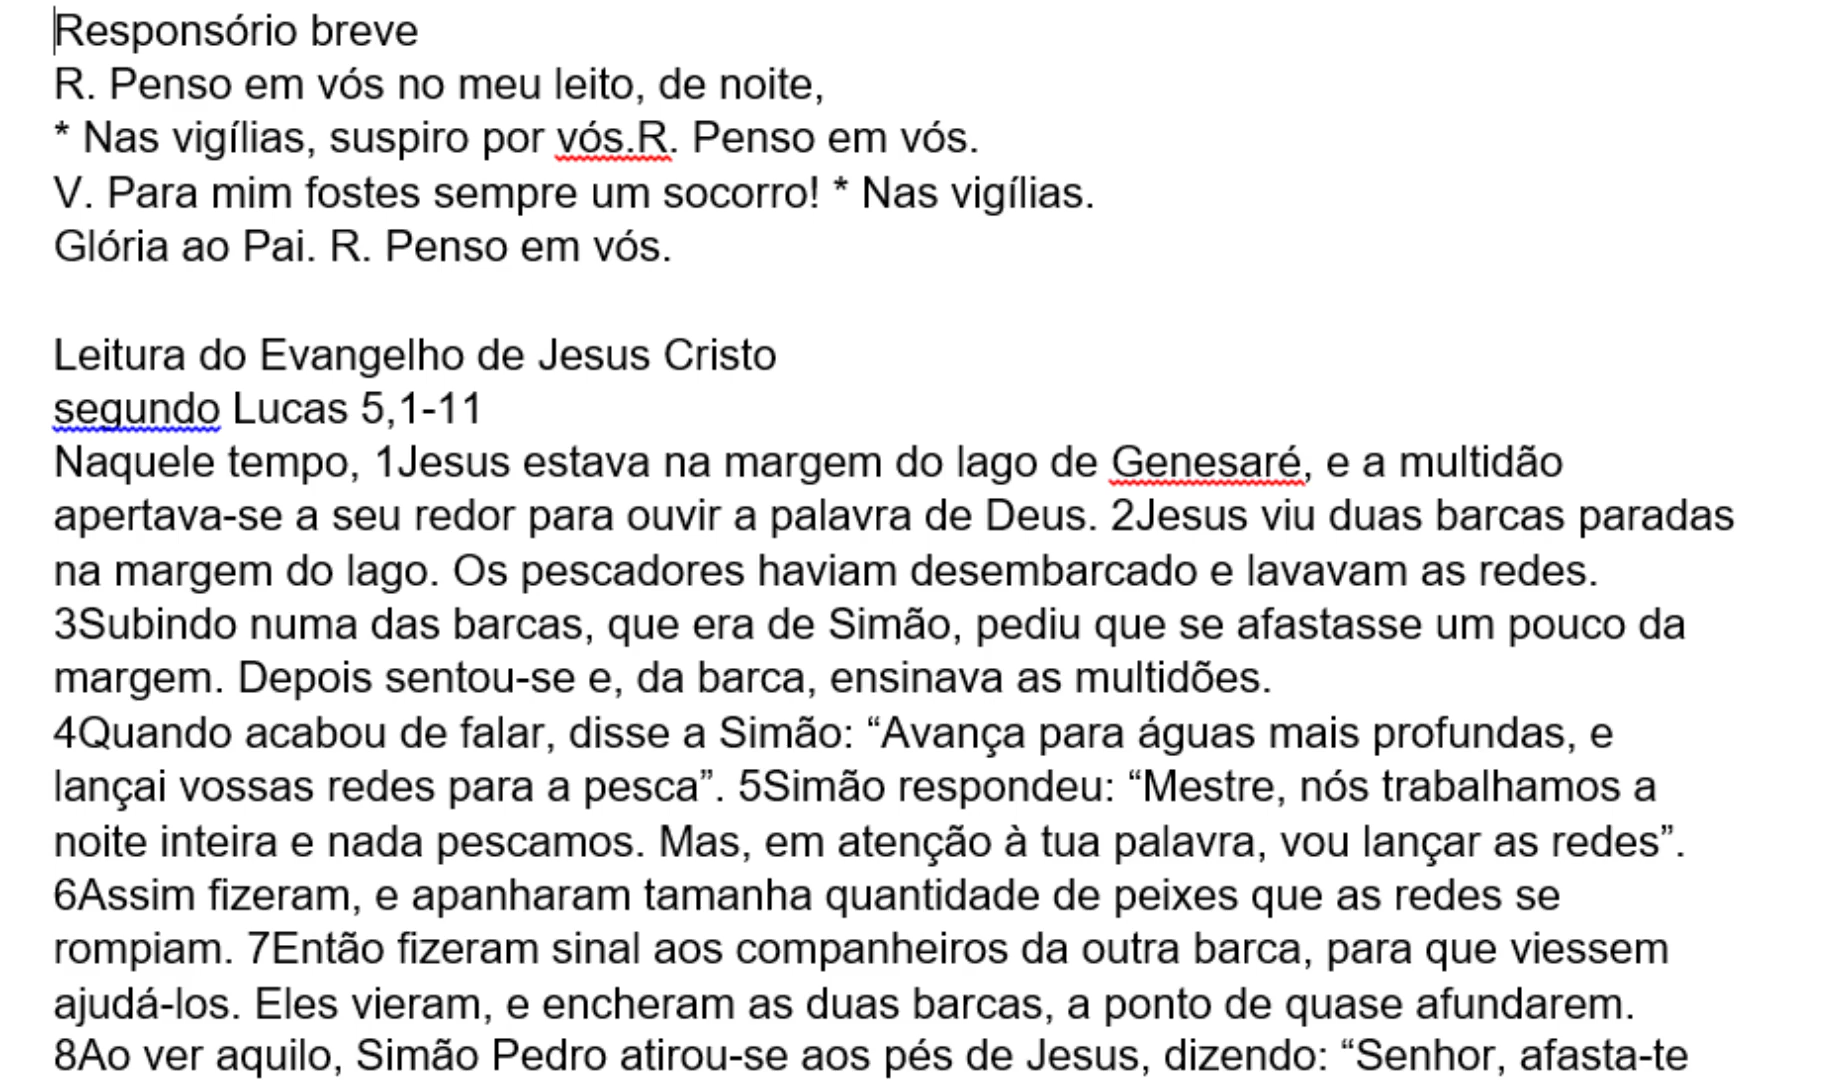 Responsório breve
R. Penso em vós no meu leito, de noite,
* Nas vigílias, suspiro por vós.R. Penso em vós.
V. Para mim fostes sempre um socorro! * Nas vigílias.
Glória ao Pai. R. Penso em vós.
Leitura do Evangelho de Jesus Cristo
segundo Lucas 5,1-11
Naquele tempo, 1Jesus estava na margem do lago de Genesaré, e a multidão
apertava-se a seu redor para ouvir a palavra de Deus. 2Jesus viu duas barcas paradas
na margem do lago. Os pescadores haviam desembarcado e lavavam as redes.
3Subindo numa das barcas, que era de Simão, pediu que se afastasse um pouco da
margem. Depois sentou-se e, da barca, ensinava as multidões.
4Quando acabou de falar, disse a Simão: “Avança para águas mais profundas, e
lançai vossas redes para a pesca”. 5Simão respondeu: “Mestre, nós trabalhamos a
noite inteira e nada pescamos. Mas, em atenção à tua palavra, vou lançar as redes”.
6Assim fizeram, e apanharam tamanha quantidade de peixes que as redes se
rompiam. 7Então fizeram sinal aos companheiros da outra barca, para que viessem
ajudá-los. Eles vieram, e encheram as duas barcas, a ponto de quase afundarem.
8Ao ver aquilo, Simão Pedro atirou-se aos pés de Jesus, dizendo: “Senhor, afasta-te